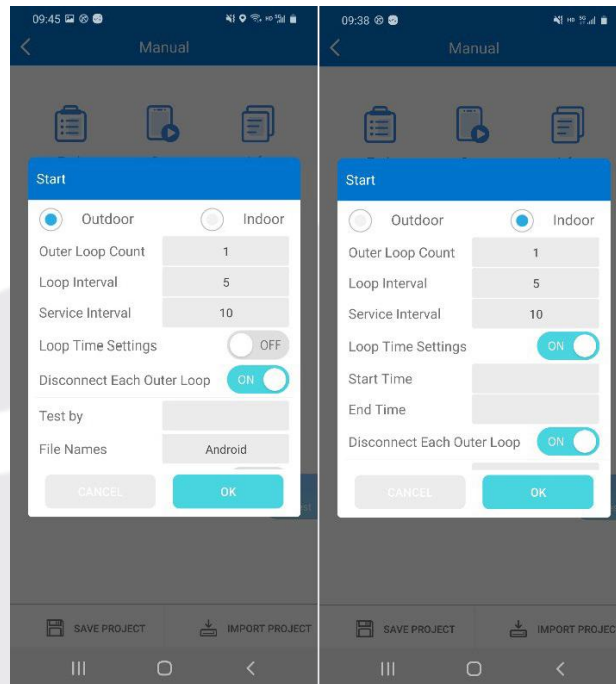 09:45
Manual
Start
Outdoor Indoor
Outer Loop Count 1
Loop Interval 5
Service Interval 10
Loop Time Settings OFF
Disconnect Each Outer Loop ON
Test by
File Names Android
CANCEL OK
SAVE PROJECT IMPORT PROJECT
09:38
Manual
Start
Outdoor Indoor
Outer Loop Count 1
Loop Interval 5
Service Interval 10
Loop Time Settings ON
Start Time
End Time
Disconnect Each Outer Loop ON
CANCEL OK
SAVE PROJECT IMPORT PROJEC